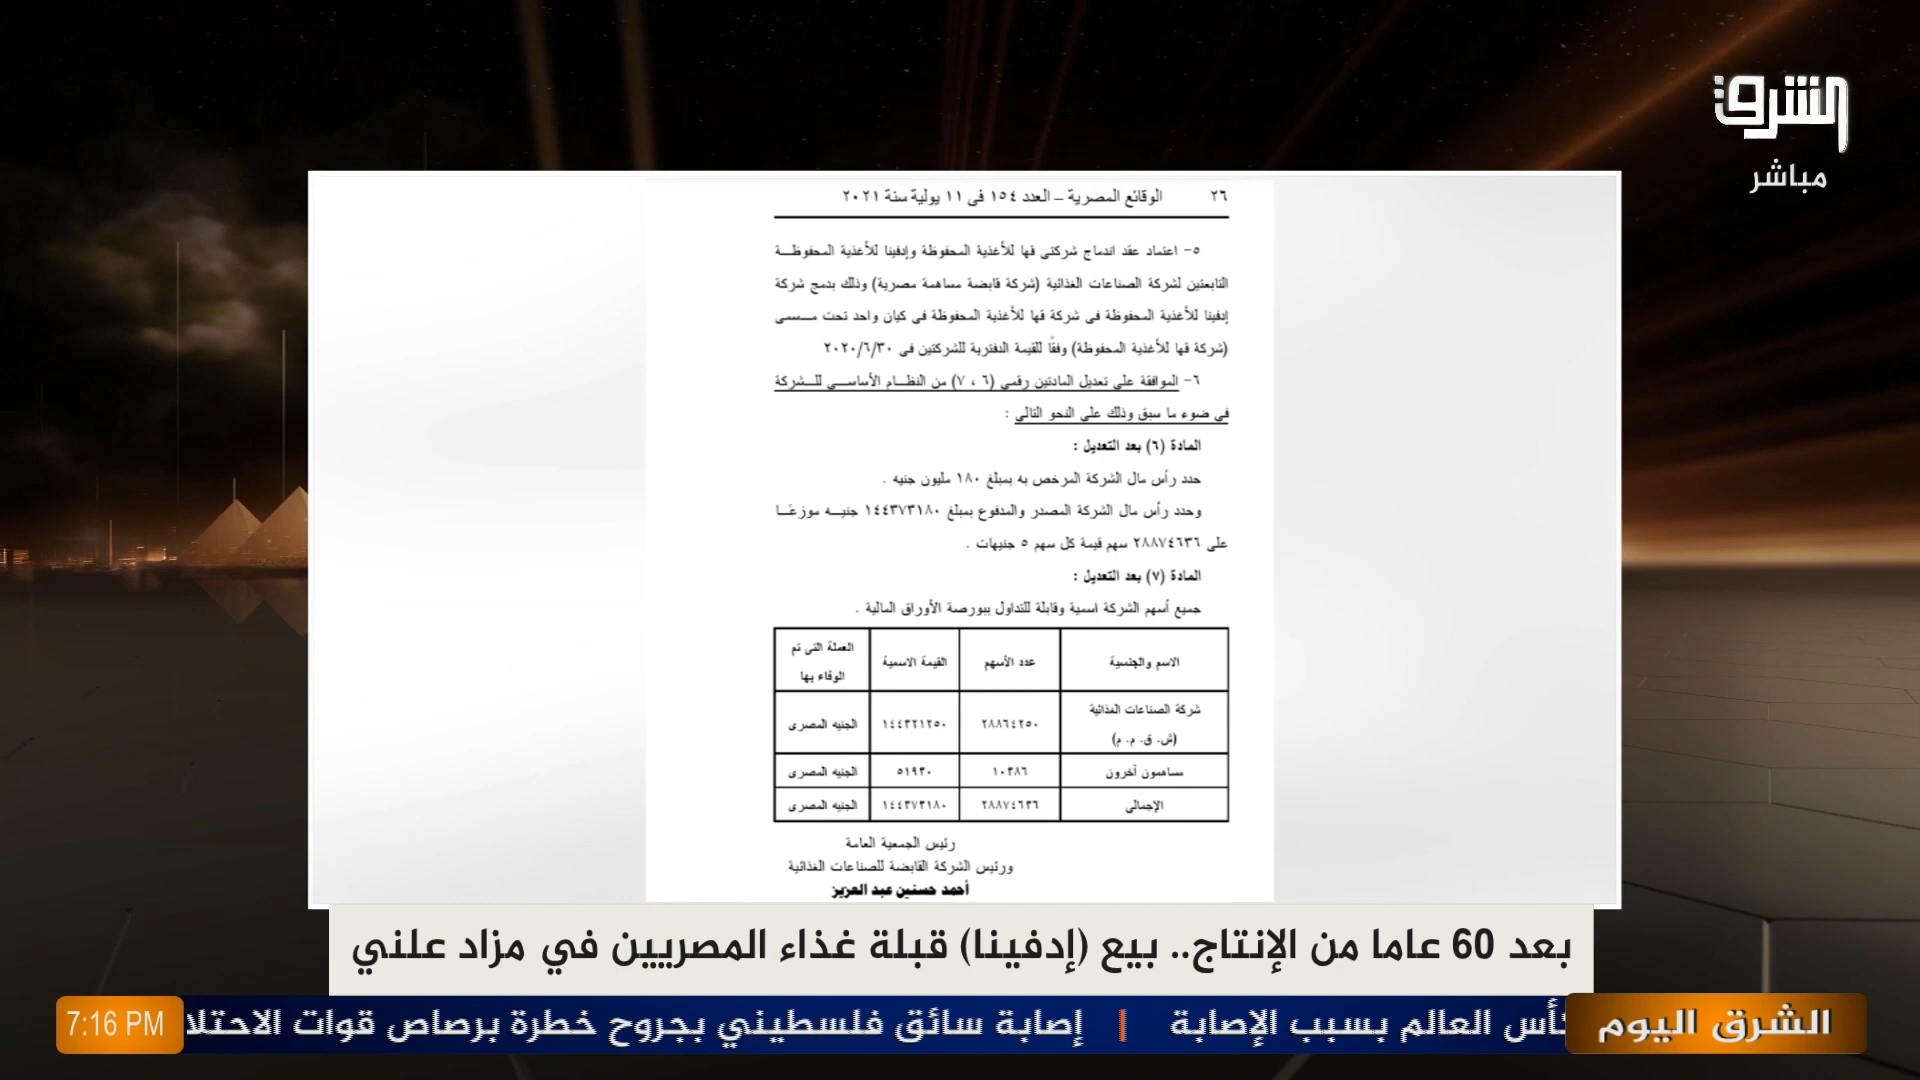 الشرق
مباشر
٢٦ الوقائع المصرية – العدد ١٥٤ فى ١١ يولية سنة ٢٠٢١
٥- اعتماد عقد اندماج شركتى قها للأغذية المحفوظة وإدفينا للأغذية المحفوظة
التابعتين لشركة الصناعات الغذائية (شركة قابضة مساهمة مصرية) وذلك بدمج شركة
إدفينا للأغذية المحفوظة فى شركة قها للأغذية المحفوظة فى كيان واحد تحت مسمى
(شركة قها للأغذية المحفوظة) وفقًا للقيمة الدفترية للشركتين فى ٢٠٢٠/٦/٣٠
٦- الموافقة على تعديل المادتين رقمى (٦ ، ٧) من النظام الأساسى للشركة
فى ضوء ما سبق وذلك على النحو التالى :
المادة (٦) بعد التعديل :
حدد رأس مال الشركة المرخص به بمبلغ ١٨٠ مليون جنيه .
وحدد رأس مال الشركة المصدر والمدفوع بمبلغ ١٤٤٣٧٣١٨٠ جنيه موزعًا
على ٢٨٨٧٤٦٣٦ سهم قيمة كل سهم ٥ جنيهات .
المادة (٧) بعد التعديل :
جميع أسهم الشركة اسمية وقابلة للتداول ببورصة الأوراق المالية .
الاسم والجنسية عدد الأسهم القيمة الاسمية العملة التى تم
الوفاء بها
شركة الصناعات الغذائية
(ش. ق. م. م) ٢٨٨٦٤٢٥٠ ١٤٤٣٢١٢٥٠ الجنيه المصرى
مساهمون آخرون ١٠٣٨٦ ٥١٩٣٠ الجنيه المصرى
الإجمالى ٢٨٨٧٤٦٣٦ ١٤٤٣٧٣١٨٠ الجنيه المصرى
رئيس الجمعية العامة
ورئيس الشركة القابضة للصناعات الغذائية
أحمد حسنين عبد العزيز
بعد 60 عاما من الإنتاج.. بيع (إدفينا) قبلة غذاء المصريين في مزاد علني
الشرق اليوم
كأس العالم بسبب الإصابة | إصابة سائق فلسطيني بجروح خطرة برصاص قوات الاحتلا
7:16 PM